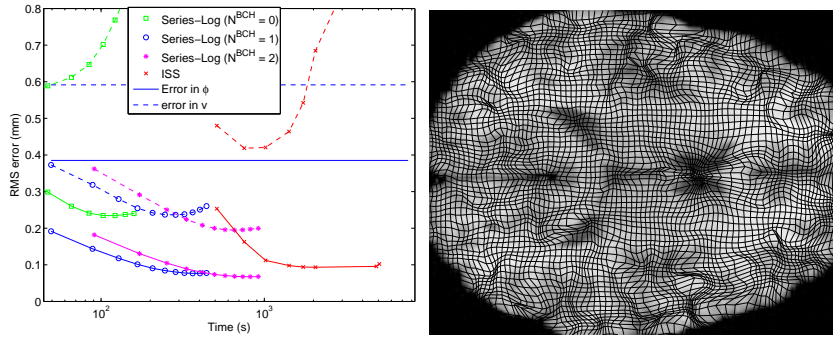 0.8
0.7
0.6
0.5
0.4
0.3
0.2
0.1
0
RMS error (mm)
10^2
10^3
Time (s)
Series-Log (N^BCH = 0)
Series-Log (N^BCH = 1)
Series-Log (N^BCH = 2)
ISS
Error in ϕ
error in v